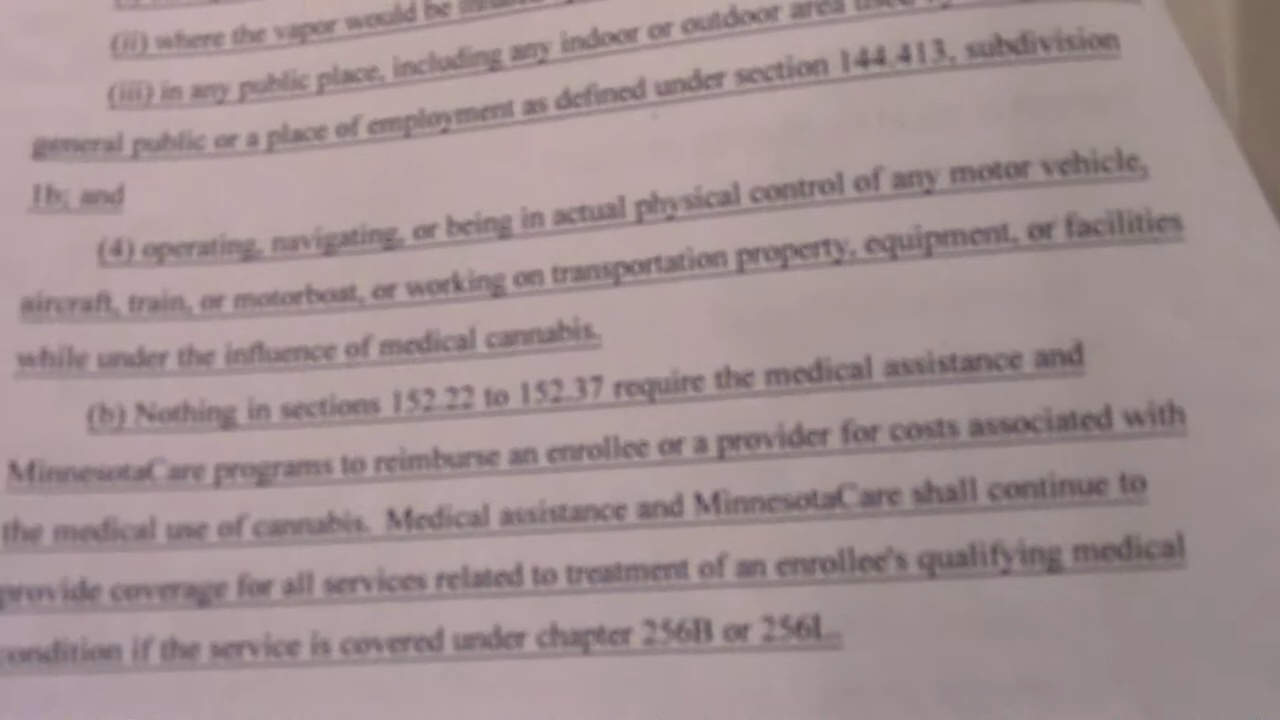 (ii) where the vapor would be
(iii) in any public place, including any indoor or outdoor area used
general public or a place of employment as defined under section 144.413, subdivision
1b; and
(4) operating, navigating, or being in actual physical control of any motor vehicle,
aircraft, train, or motorboat, or working on transportation property, equipment, or facilities
while under the influence of medical cannabis.
(b) Nothing in sections 152.22 to 152.37 require the medical assistance and
MinnesotaCare programs to reimburse an enrollee or a provider for costs associated with
the medical use of cannabis. Medical assistance and MinnesotaCare shall continue to
provide coverage for all services related to treatment of an enrollee's qualifying medical
condition if the service is covered under chapter 256B or 256L.